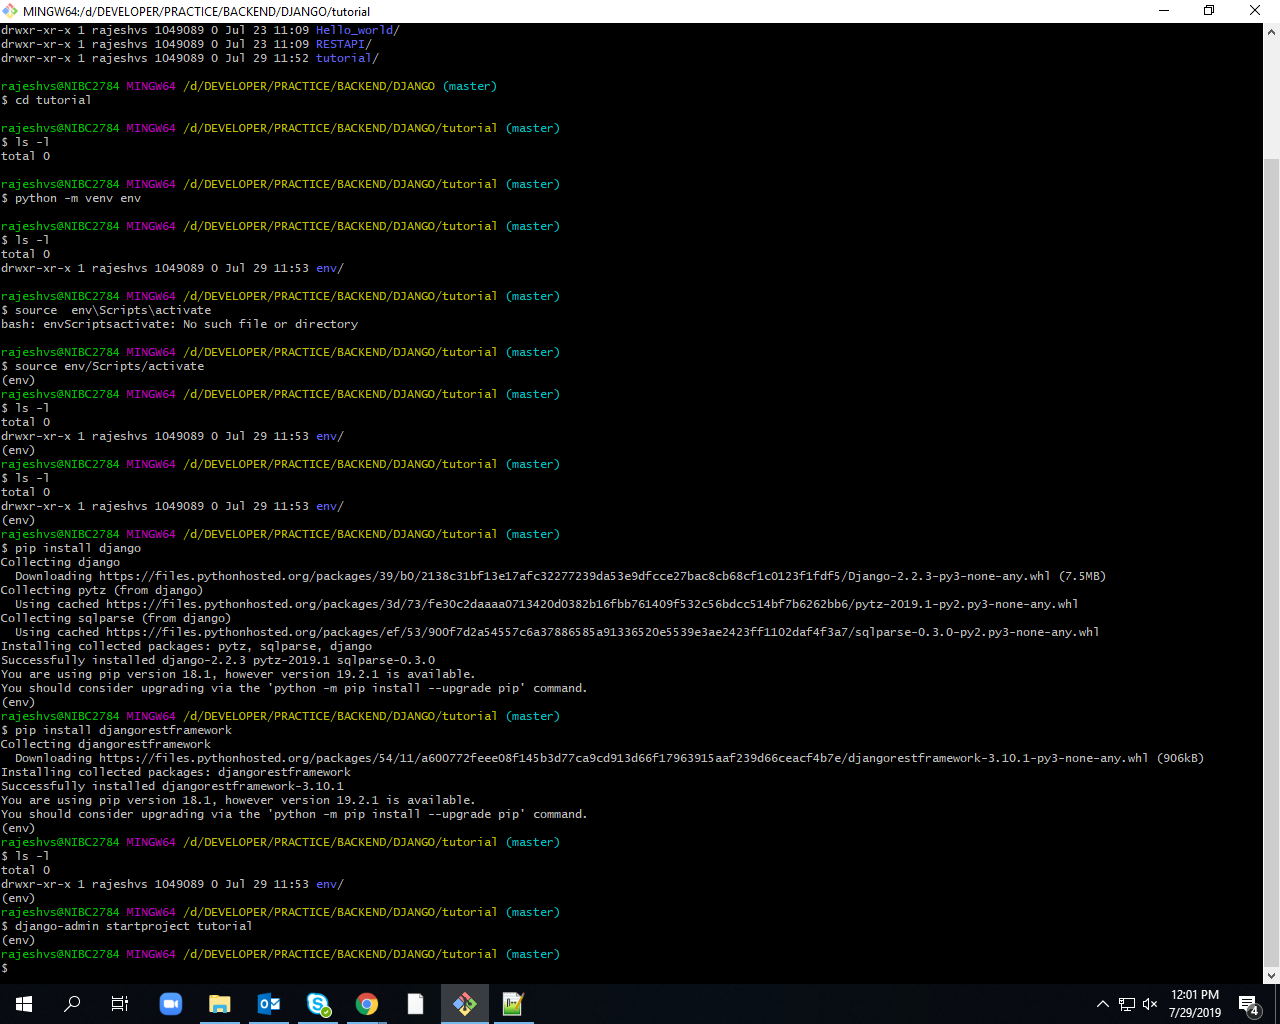 MINGW64:/d/DEVELOPER/PRACTICE/BACKEND/DJANGO/tutorial
drwxr-xr-x 1 rajeshvs 1049089 0 Jul 23 11:09 Hello_world/
drwxr-xr-x 1 rajeshvs 1049089 0 Jul 23 11:09 RESTAPI/
drwxr-xr-x 1 rajeshvs 1049089 0 Jul 29 11:52 tutorial/
rajeshvs@NIBC2784 MINGW64 /d/DEVELOPER/PRACTICE/BACKEND/DJANGO (master)
$ cd tutorial
rajeshvs@NIBC2784 MINGW64 /d/DEVELOPER/PRACTICE/BACKEND/DJANGO/tutorial (master)
$ ls -l
total 0
rajeshvs@NIBC2784 MINGW64 /d/DEVELOPER/PRACTICE/BACKEND/DJANGO/tutorial (master)
$ python -m venv env
rajeshvs@NIBC2784 MINGW64 /d/DEVELOPER/PRACTICE/BACKEND/DJANGO/tutorial (master)
$ ls -l
total 0
drwxr-xr-x 1 rajeshvs 1049089 0 Jul 29 11:53 env/
rajeshvs@NIBC2784 MINGW64 /d/DEVELOPER/PRACTICE/BACKEND/DJANGO/tutorial (master)
$ source  env\Scripts\activate
bash: envScriptsactivate: No such file or directory
rajeshvs@NIBC2784 MINGW64 /d/DEVELOPER/PRACTICE/BACKEND/DJANGO/tutorial (master)
$ source env/Scripts/activate
(env)
rajeshvs@NIBC2784 MINGW64 /d/DEVELOPER/PRACTICE/BACKEND/DJANGO/tutorial (master)
$ ls -l
total 0
drwxr-xr-x 1 rajeshvs 1049089 0 Jul 29 11:53 env/
(env)
rajeshvs@NIBC2784 MINGW64 /d/DEVELOPER/PRACTICE/BACKEND/DJANGO/tutorial (master)
$ ls -l
total 0
drwxr-xr-x 1 rajeshvs 1049089 0 Jul 29 11:53 env/
(env)
rajeshvs@NIBC2784 MINGW64 /d/DEVELOPER/PRACTICE/BACKEND/DJANGO/tutorial (master)
$ pip install django
Collecting django
  Downloading https://files.pythonhosted.org/packages/39/b0/2138c31bf13e17afc32277239da53e9dfcce27bac8cb68cf1c0123f1fdf5/Django-2.2.3-py3-none-any.whl (7.5MB)
Collecting pytz (from django)
  Using cached https://files.pythonhosted.org/packages/3d/73/fe30c2daaaa0713420d0382b16fbb761409f532c56bdcc514bf7b6262bb6/pytz-2019.1-py2.py3-none-any.whl
Collecting sqlparse (from django)
  Using cached https://files.pythonhosted.org/packages/ef/53/900f7d2a54557c6a37886585a91336520e5539e3ae2423ff1102daf4f3a7/sqlparse-0.3.0-py2.py3-none-any.whl
Installing collected packages: pytz, sqlparse, django
Successfully installed django-2.2.3 pytz-2019.1 sqlparse-0.3.0
You are using pip version 18.1, however version 19.2.1 is available.
You should consider upgrading via the 'python -m pip install --upgrade pip' command.
(env)
rajeshvs@NIBC2784 MINGW64 /d/DEVELOPER/PRACTICE/BACKEND/DJANGO/tutorial (master)
$ pip install djangorestframework
Collecting djangorestframework
  Downloading https://files.pythonhosted.org/packages/54/11/a600772feee08f145b3d77ca9cd913d66f17963915aaf239d66ceacf4b7e/djangorestframework-3.10.1-py3-none-any.whl (906kB)
Installing collected packages: djangorestframework
Successfully installed djangorestframework-3.10.1
You are using pip version 18.1, however version 19.2.1 is available.
You should consider upgrading via the 'python -m pip install --upgrade pip' command.
(env)
rajeshvs@NIBC2784 MINGW64 /d/DEVELOPER/PRACTICE/BACKEND/DJANGO/tutorial (master)
$ ls -l
total 0
drwxr-xr-x 1 rajeshvs 1049089 0 Jul 29 11:53 env/
(env)
rajeshvs@NIBC2784 MINGW64 /d/DEVELOPER/PRACTICE/BACKEND/DJANGO/tutorial (master)
$ django-admin startproject tutorial
(env)
rajeshvs@NIBC2784 MINGW64 /d/DEVELOPER/PRACTICE/BACKEND/DJANGO/tutorial (master)
$
12:01 PM
7/29/2019
4